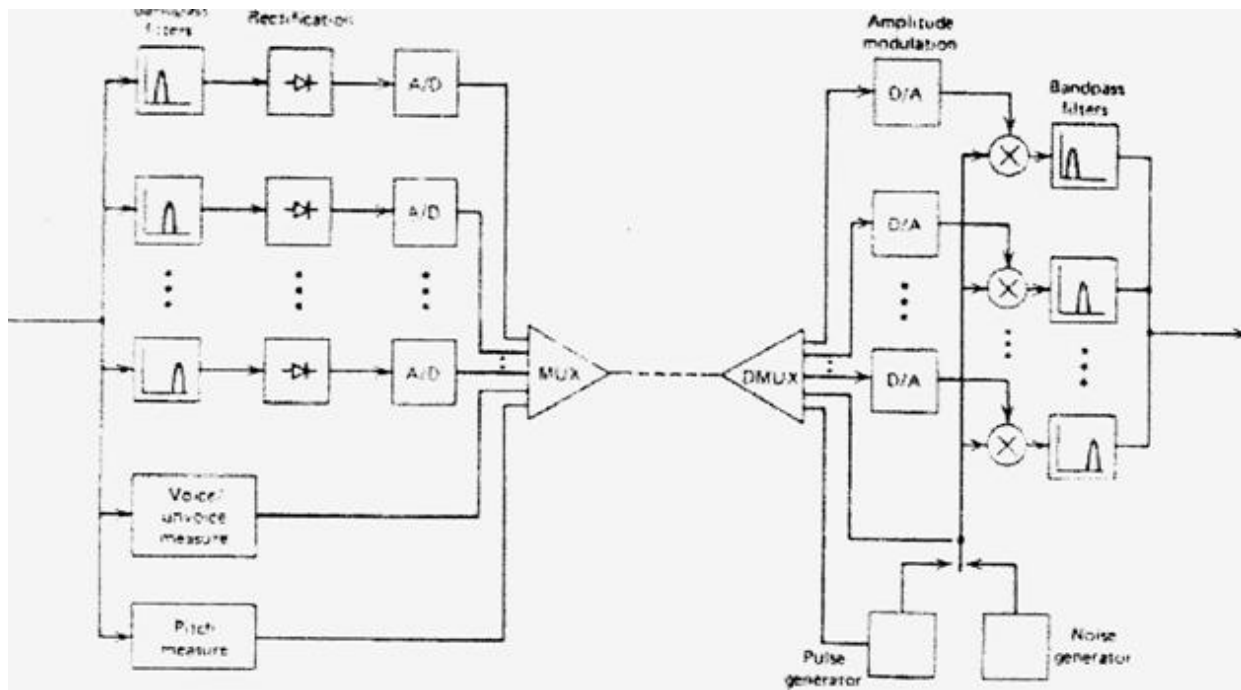 Bandpass
filters
Rectification
A/D
A/D
A/D
MUX
Voice/
unvoice
measure
Pitch
measure
Amplitude
modulation
D/A
D/A
D/A
DMUX
Bandpass
filters
Pulse
generator
Noise
generator